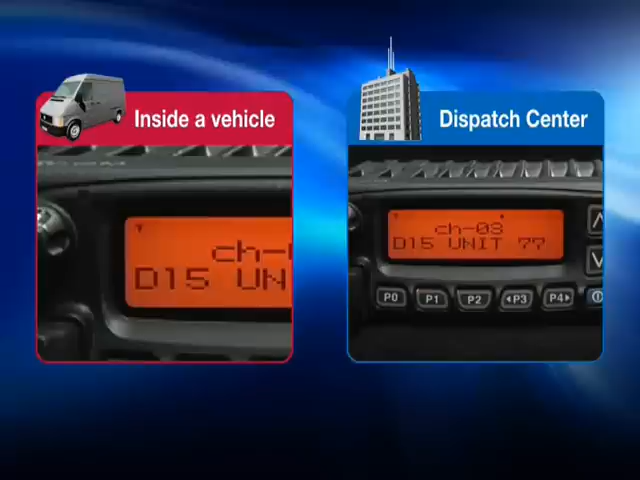 Inside a vehicle
ch-
D15 UN
Dispatch Center
ch-03
D15 UNIT 77
P0 P1 P2 P3 P4